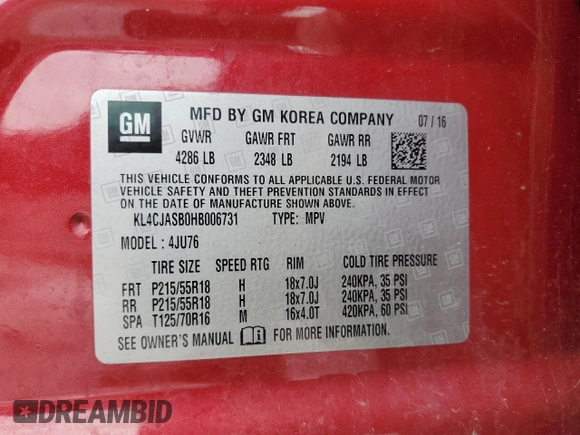 GM
MFD BY GM KOREA COMPANY 07/16
GVWR GAWR FRT GAWR RR
4286 LB 2348 LB 2194 LB
THIS VEHICLE CONFORMS TO ALL APPLICABLE U.S. FEDERAL MOTOR
VEHICLE SAFETY AND THEFT PREVENTION STANDARDS IN EFFECT
ON THE DATE OF MANUFACTURE SHOWN ABOVE.
KL4CJASB0HB006731 TYPE: MPV
MODEL: 4JU76
TIRE SIZE SPEED RTG RIM COLD TIRE PRESSURE
FRT P215/55R18 H 18x7.0J 240KPA, 35 PSI
RR P215/55R18 H 18x7.0J 240KPA, 35 PSI
SPA T125/70R16 M 16x4.0T 420KPA, 60 PSI
SEE OWNER'S MANUAL FOR MORE INFORMATION.
DREAMBID